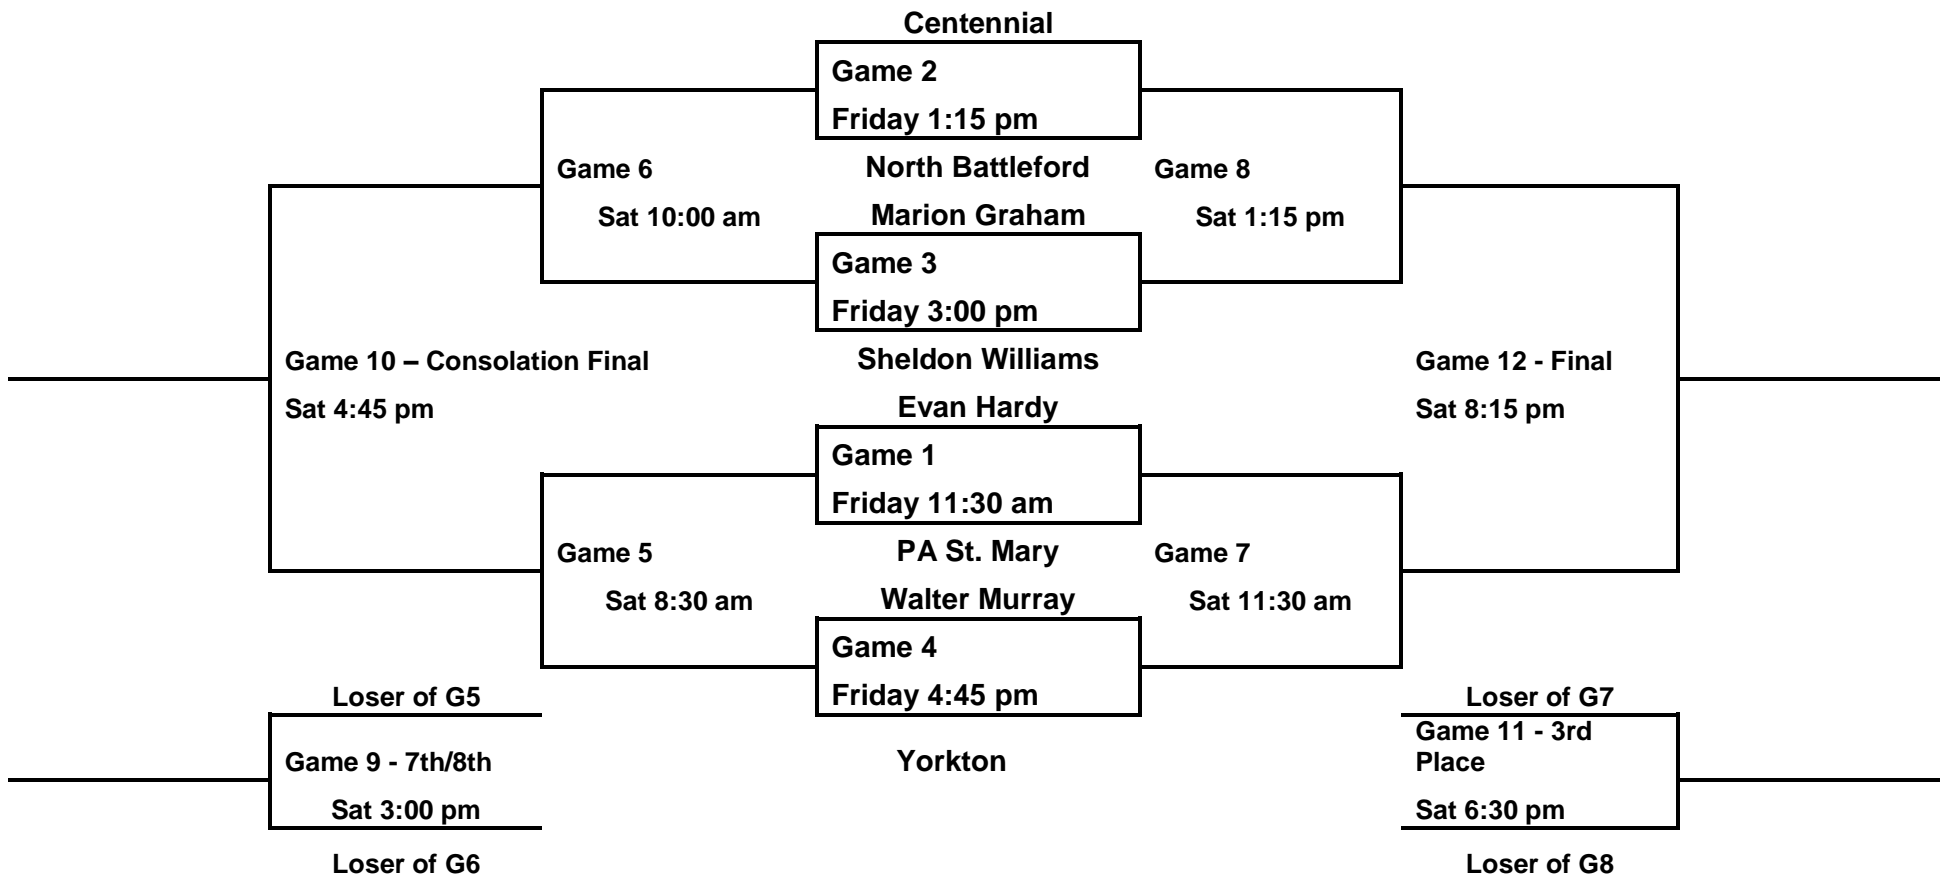 Centennial
Game 2
Friday 1:15 pm
Game 6
North Battleford
Game 8
Sat 10:00 am
Marion Graham
Sat 1:15 pm
Game 3
Friday 3:00 pm
Game 10 – Consolation Final
Sheldon Williams
Game 12 - Final
Sat 4:45 pm
Evan Hardy
Sat 8:15 pm
Game 1
Friday 11:30 am
Game 5
PA St. Mary
Game 7
Sat 8:30 am
Walter Murray
Sat 11:30 am
Game 4
Loser of G5
Friday 4:45 pm
Loser of G7
Game 9 - 7th/8th
Yorkton
Game 11 - 3rd
Place
Sat 3:00 pm
Sat 6:30 pm
Loser of G6
Loser of G8